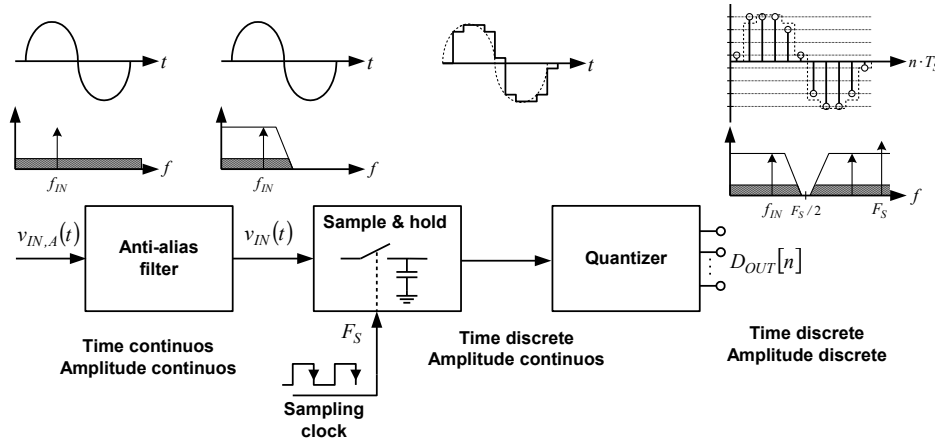 t
t
t
n·T_S
f
f_IN
f
f_IN
f
f_IN F_S/2 F_S
v_IN,A(t)
Anti-alias
filter
v_IN(t)
Sample & hold
Quantizer
D_OUT[n]
F_S
Time continuos
Amplitude continuos
Time discrete
Amplitude continuos
Time discrete
Amplitude discrete
Sampling
clock